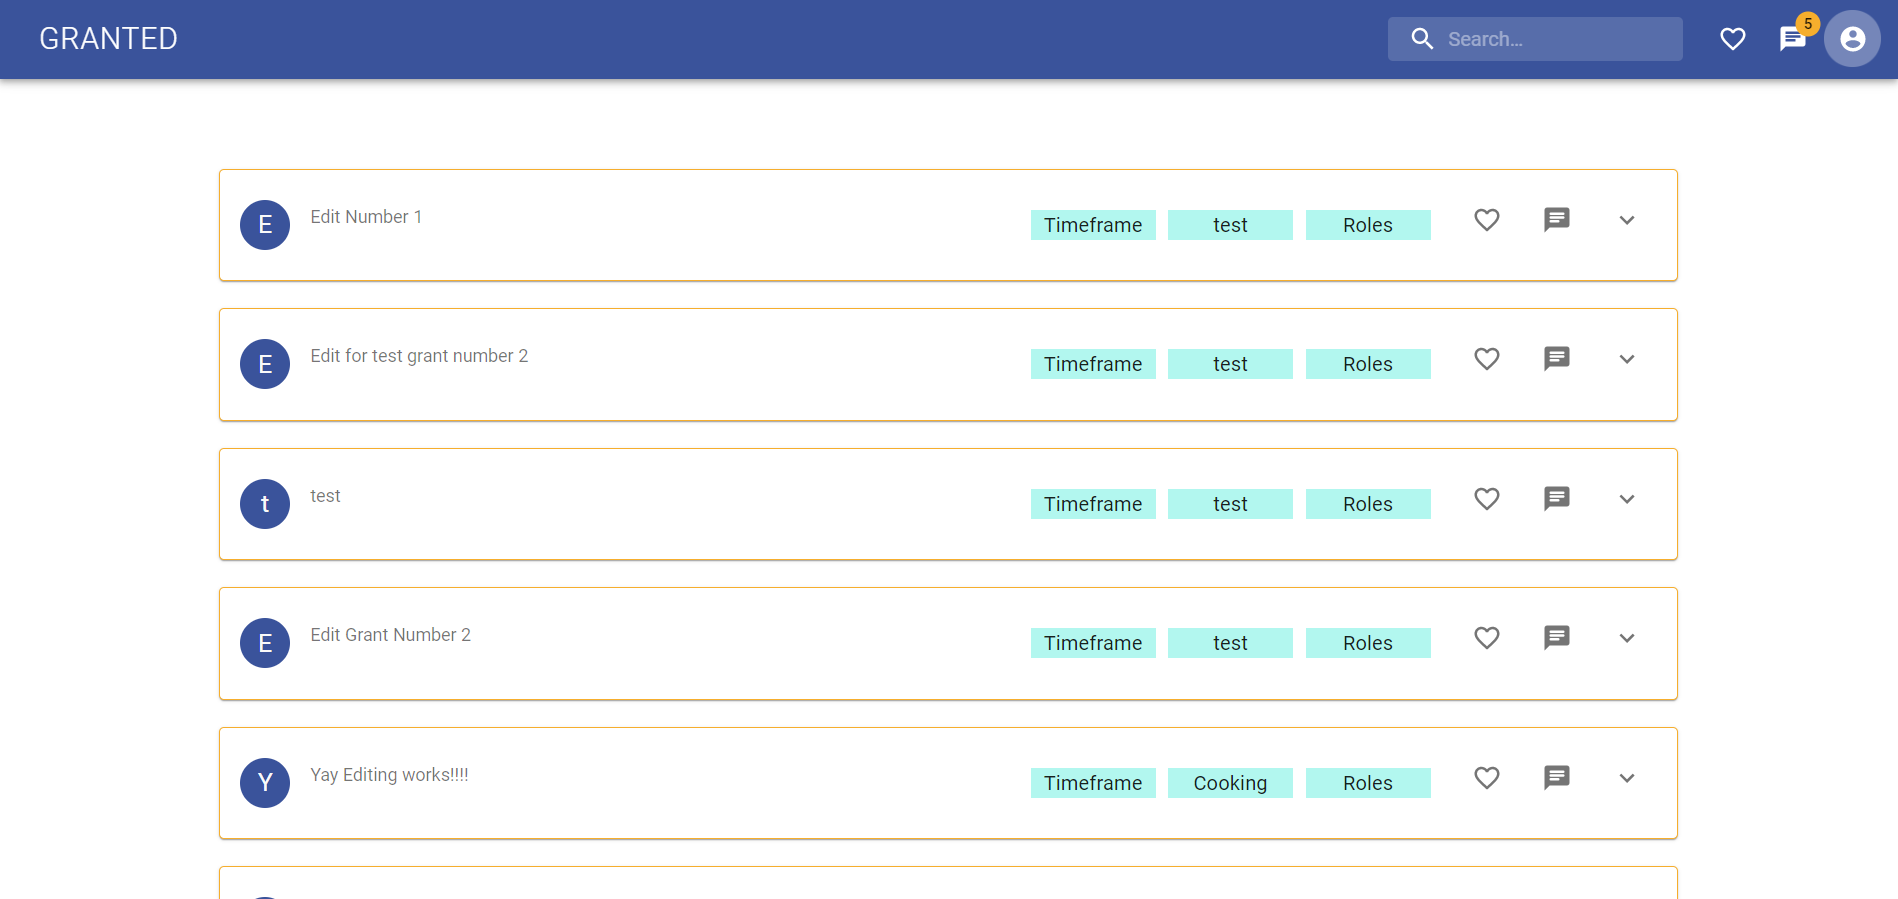 GRANTED Search... 5
E Edit Number 1 Timeframe test Roles
E Edit for test grant number 2 Timeframe test Roles
t test Timeframe test Roles
E Edit Grant Number 2 Timeframe test Roles
Y Yay Editing works!!!! Timeframe Cooking Roles